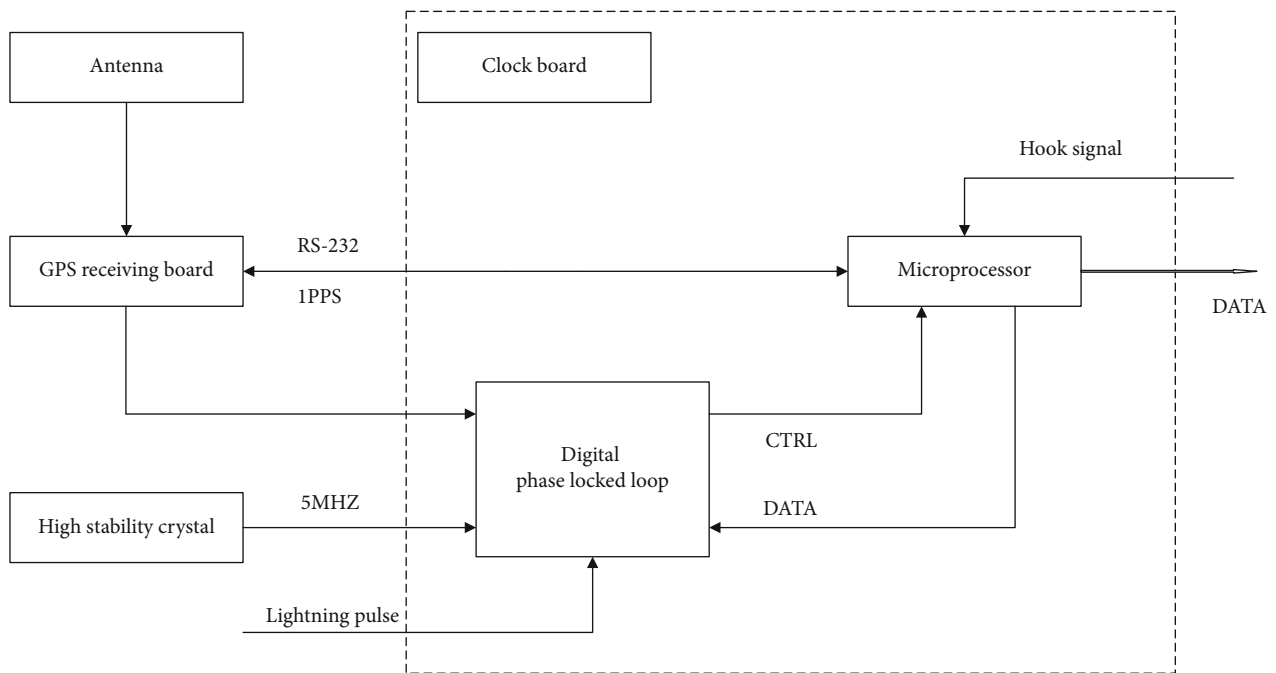 Antenna
Clock board
Hook signal
RS-232
GPS receiving board
Microprocessor
1PPS
DATA
CTRL
Digital
phase locked loop
5MHZ
DATA
High stability crystal
Lightning pulse